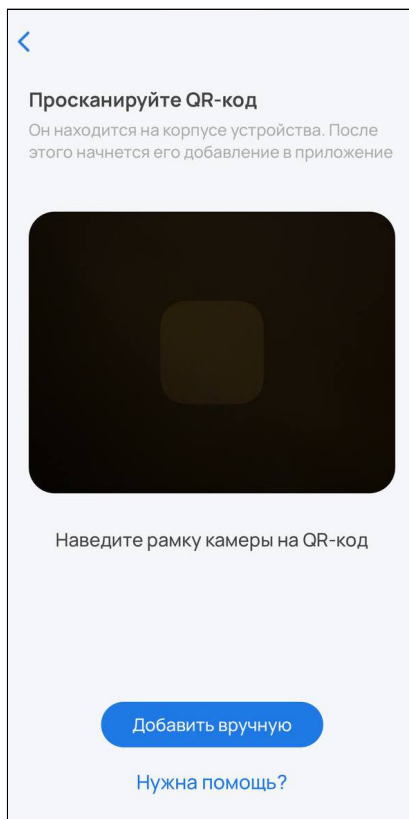 Просканируйте QR-код
Он находится на корпусе устройства. После
этого начнется его добавление в приложение
Наведите рамку камеры на QR-код
Добавить вручную
Нужна помощь?